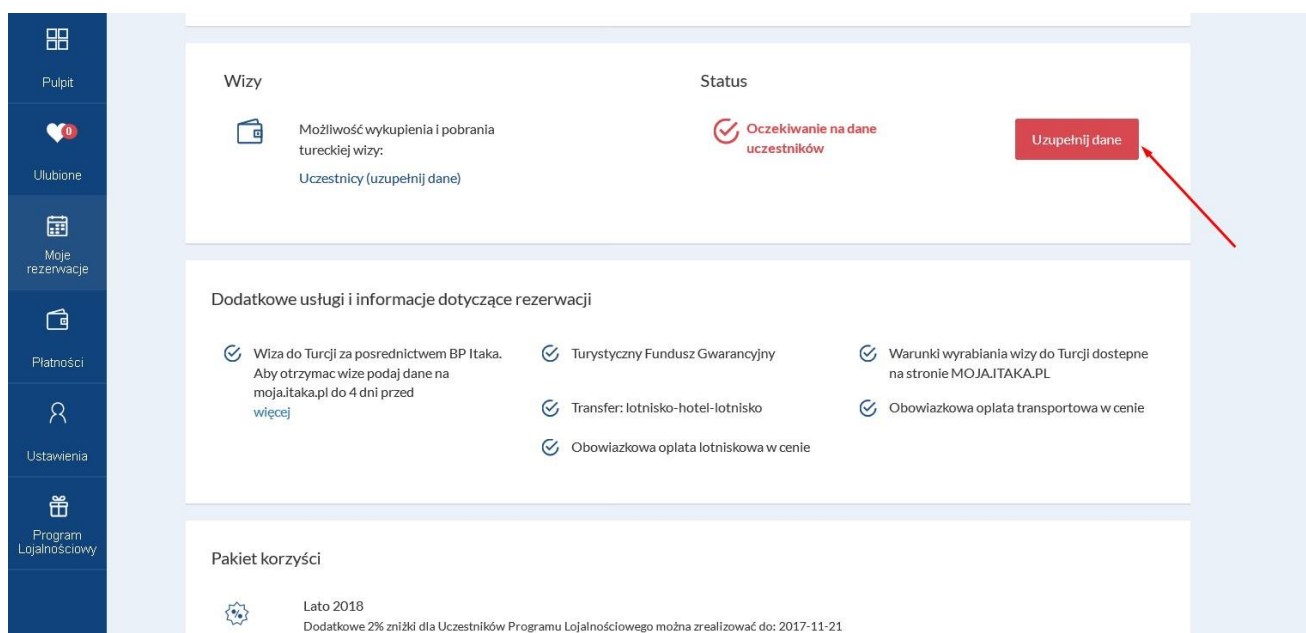 Pulpit
0
Ulubione
Moje
rezerwacje
Płatności
Ustawienia
Program
Lojalnościowy
Wizy
Status
Możliwość wykupienia i pobrania
tureckiej wizy:
Uczestnicy (uzupełnij dane)
Oczekiwanie na dane
uczestników
Uzupełnij dane
Dodatkowe usługi i informacje dotyczące rezerwacji
Wiza do Turcji za posrednictwem BP Itaka.
Aby otrzymac wize podaj dane na
moja.itaka.pl do 4 dni przed
więcej
Turystyczny Fundusz Gwarancyjny
Warunki wyrabiania wizy do Turcji dostepne
na stronie MOJA.ITAKA.PL
Transfer: lotnisko-hotel-lotnisko
Obowiazkowa oplata transportowa w cenie
Obowiazkowa oplata lotniskowa w cenie
Pakiet korzyści
%
Lato 2018
Dodatkowe 2% zniżki dla Uczestników Programu Lojalnościowego można zrealizować do: 2017-11-21